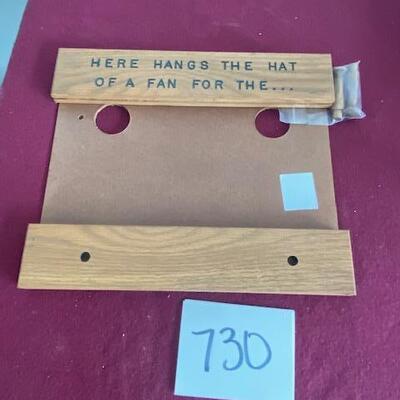 HERE HANGS THE HAT
OF A FAN FOR THE...
730